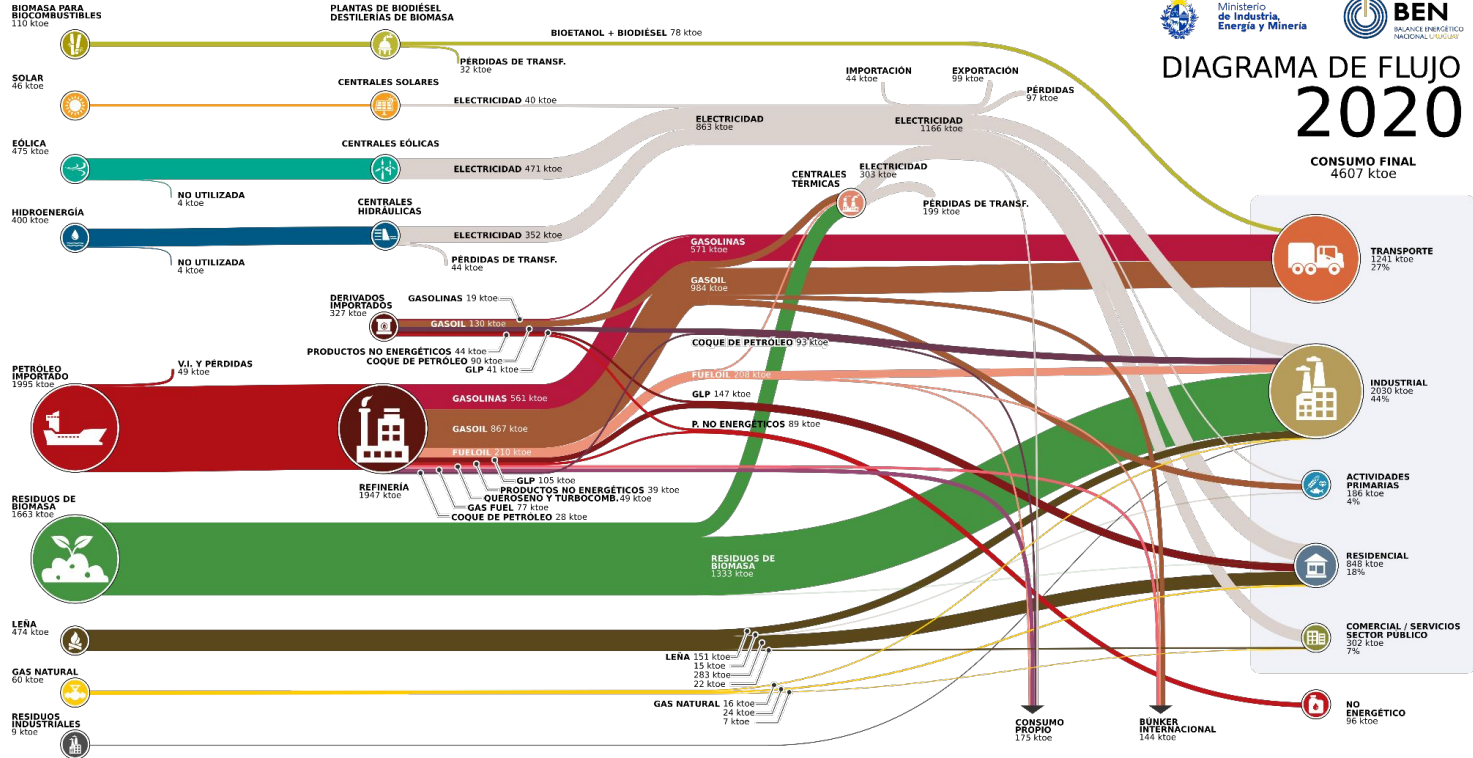 BIOMASA PARA
BIOCOMBUSTIBLES
110 ktoe
PLANTAS DE BIODIÉSEL
DESTILERÍAS DE BIOMASA
BIOETANOL + BIODIÉSEL 78 ktoe
PÉRDIDAS DE TRANSF.
32 ktoe
Ministerio
de Industria,
Energía y Minería
BEN
BALANCE ENERGÉTICO
NACIONAL URUGUAY
DIAGRAMA DE FLUJO
2020
CONSUMO FINAL
4607 ktoe
SOLAR
46 ktoe
CENTRALES SOLARES
ELECTRICIDAD 40 ktoe
IMPORTACIÓN
44 ktoe
EXPORTACIÓN
99 ktoe
PÉRDIDAS
97 ktoe
ELECTRICIDAD
863 ktoe
ELECTRICIDAD
1166 ktoe
EÓLICA
475 ktoe
CENTRALES EÓLICAS
ELECTRICIDAD 471 ktoe
NO UTILIZADA
4 ktoe
CENTRALES
TÉRMICAS
ELECTRICIDAD
303 ktoe
PÉRDIDAS DE TRANSF.
199 ktoe
HIDROENERGÍA
400 ktoe
CENTRALES
HIDRÁULICAS
ELECTRICIDAD 352 ktoe
NO UTILIZADA
4 ktoe
PÉRDIDAS DE TRANSF.
44 ktoe
GASOLINAS
571 ktoe
GASOIL
984 ktoe
TRANSPORTE
1241 ktoe
27%
DERIVADOS
IMPORTADOS
327 ktoe
GASOLINAS 19 ktoe
GASOIL 130 ktoe
PRODUCTOS NO ENERGÉTICOS 44 ktoe
COQUE DE PETRÓLEO 90 ktoe
GLP 41 ktoe
COQUE DE PETRÓLEO 93 ktoe
FUELOIL 208 ktoe
GLP 147 ktoe
P. NO ENERGÉTICOS 89 ktoe
PETRÓLEO
IMPORTADO
1995 ktoe
V.I. Y PÉRDIDAS
49 ktoe
GASOLINAS 561 ktoe
GASOIL 867 ktoe
FUELOIL 210 ktoe
REFINERÍA
1947 ktoe
GLP 105 ktoe
PRODUCTOS NO ENERGÉTICOS 39 ktoe
QUEROSENO Y TURBOCOMB. 49 ktoe
GAS FUEL 77 ktoe
COQUE DE PETRÓLEO 28 ktoe
INDUSTRIAL
2030 ktoe
44%
ACTIVIDADES
PRIMARIAS
186 ktoe
4%
RESIDUOS DE
BIOMASA
1663 ktoe
RESIDUOS DE
BIOMASA
1333 ktoe
RESIDENCIAL
848 ktoe
18%
LEÑA
474 ktoe
LEÑA 151 ktoe
15 ktoe
283 ktoe
22 ktoe
COMERCIAL / SERVICIOS
SECTOR PÚBLICO
302 ktoe
7%
GAS NATURAL
60 ktoe
GAS NATURAL 16 ktoe
24 ktoe
7 ktoe
RESIDUOS
INDUSTRIALES
9 ktoe
CONSUMO
PROPIO
175 ktoe
BÚNKER
INTERNACIONAL
144 ktoe
NO
ENERGÉTICO
96 ktoe